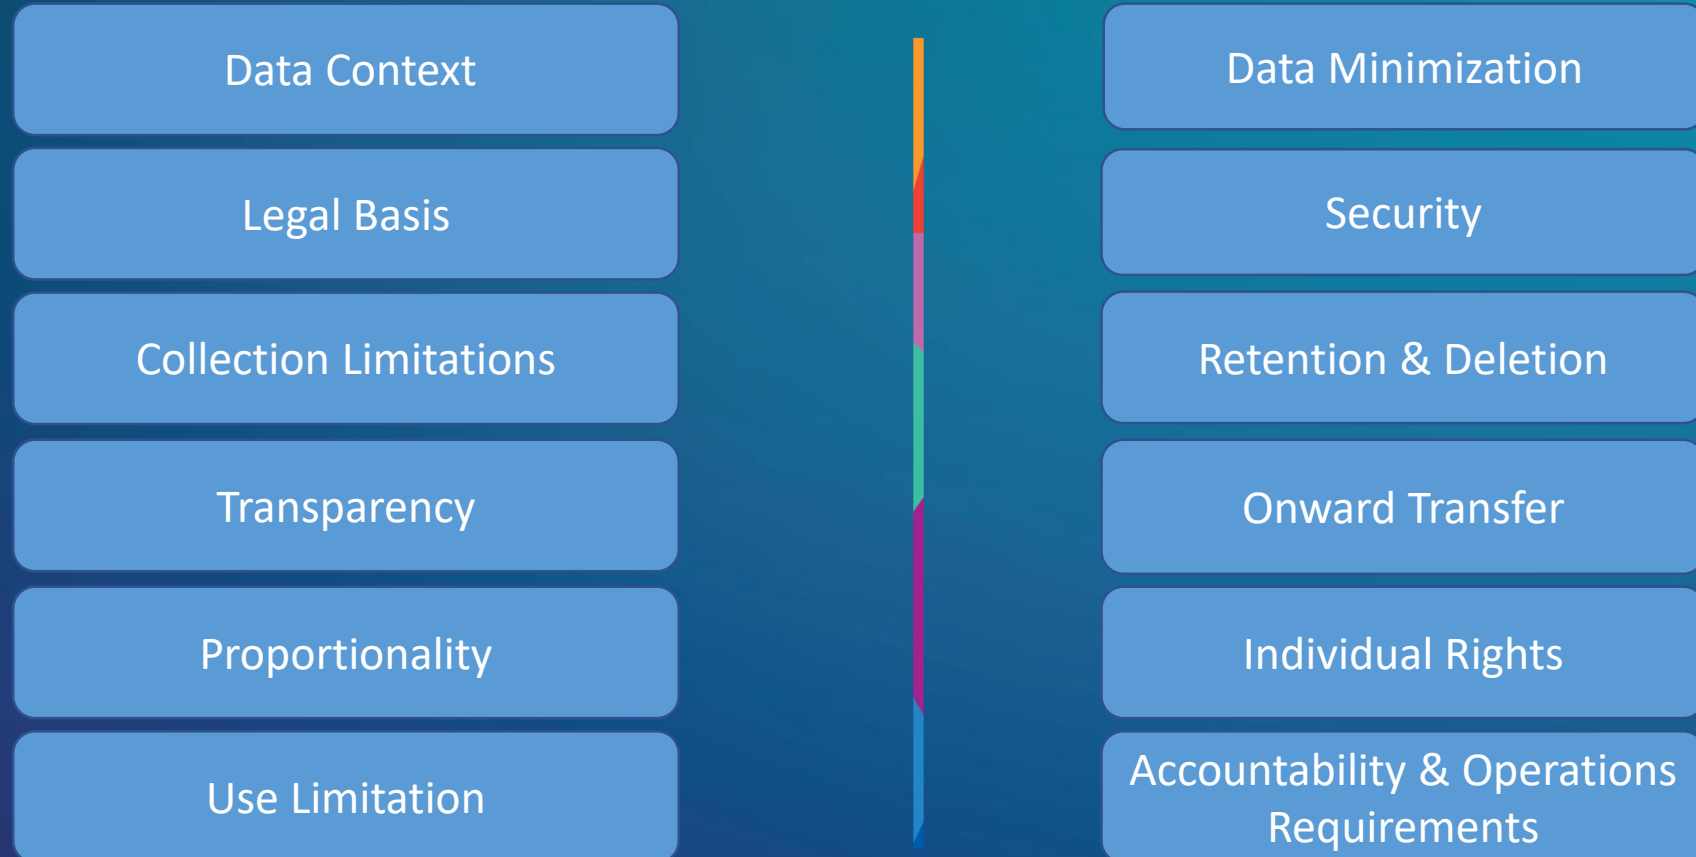 Data Context
Legal Basis
Collection Limitations
Transparency
Proportionality
Use Limitation
Data Minimization
Security
Retention & Deletion
Onward Transfer
Individual Rights
Accountability & Operations
Requirements